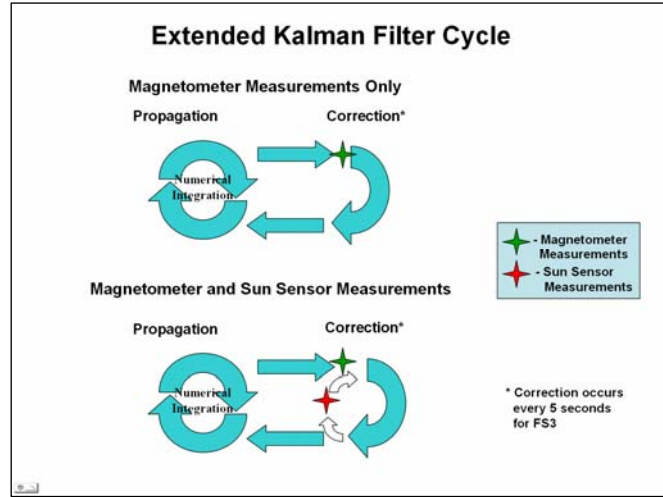 Extended Kalman Filter Cycle
Magnetometer Measurements Only
Propagation Correction*
Numerical
Integration
- Magnetometer
Measurements
- Sun Sensor
Measurements
Magnetometer and Sun Sensor Measurements
Propagation Correction*
Numerical
Integration
* Correction occurs
every 5 seconds
for FS3